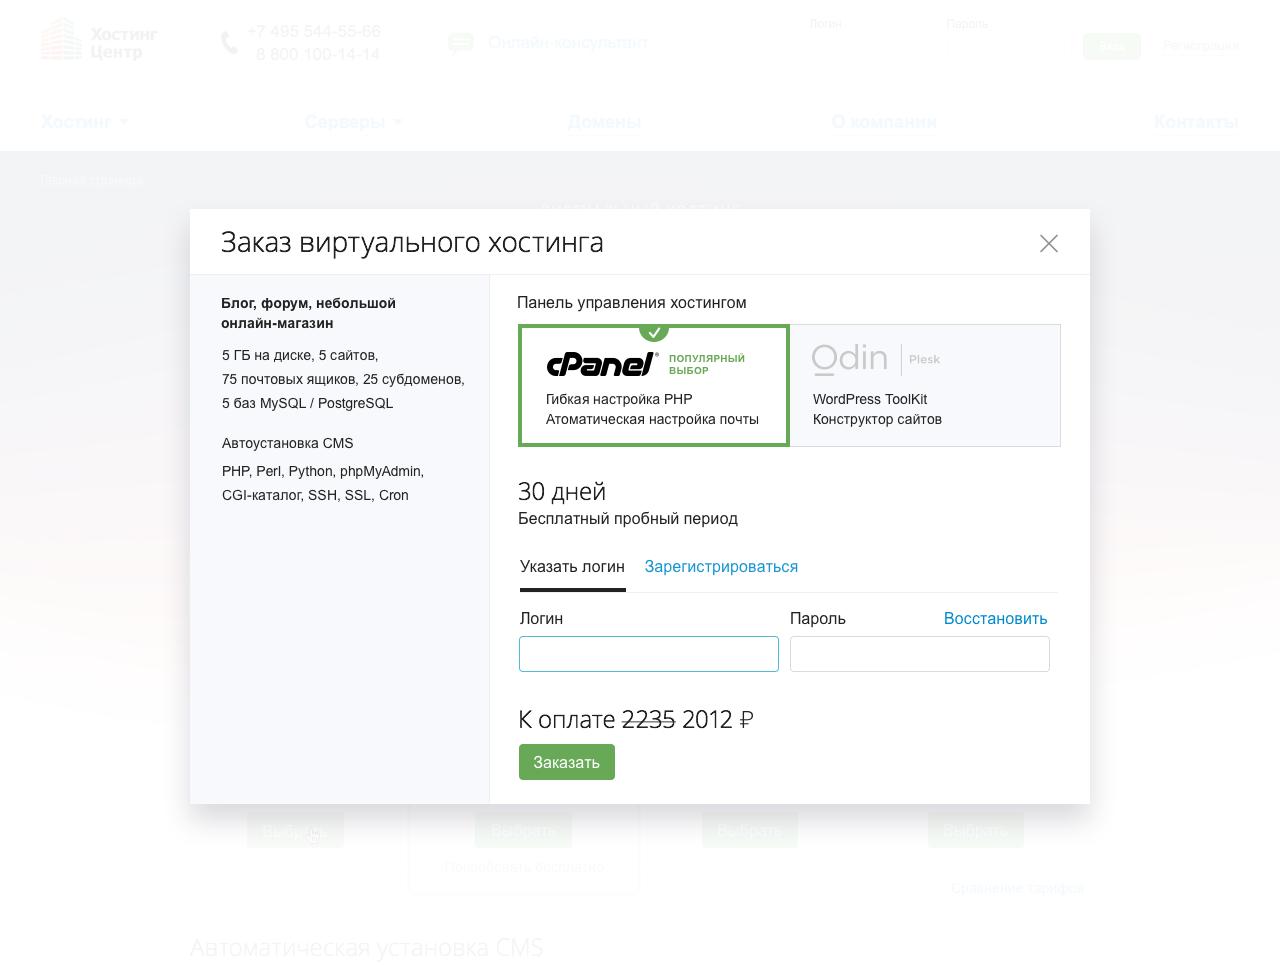 Хостинг
Центр
+7 495 544-55-66
8 800 100-14-14
Онлайн-консультант
Логин
Пароль
Вход
Регистрация
Хостинг
Серверы
Домены
О компании
Контакты
Главная страница
Заказ виртуального хостинга
Блог, форум, небольшой
онлайн-магазин
5 ГБ на диске, 5 сайтов,
75 почтовых ящиков, 25 субдоменов,
5 баз MySQL / PostgreSQL
Автоустановка CMS
PHP, Perl, Python, phpMyAdmin,
CGI-каталог, SSH, SSL, Cron
Панель управления хостингом
cPanel®
ПОПУЛЯРНЫЙ
ВЫБОР
Гибкая настройка PHP
Атоматическая настройка почты
Odin
Plesk
WordPress ToolKit
Конструктор сайтов
30 дней
Бесплатный пробный период
Указать логин
Зарегистрироваться
Логин
Пароль
Восстановить
К оплате 2235 2012 ₽
Заказать
Выбрать
Выбрать
Выбрать
Выбрать
Попробовать бесплатно
Сравнение тарифов
Автоматическая установка CMS